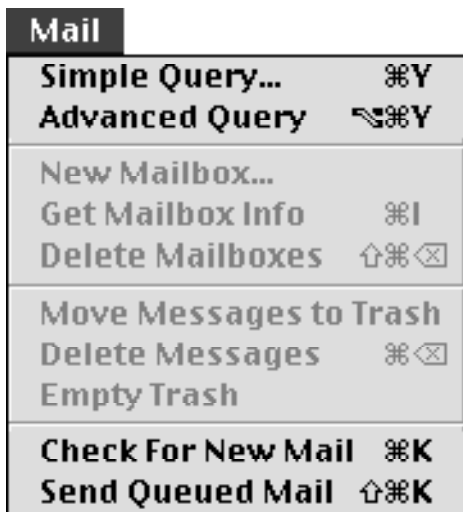 Mail
Simple Query... ⌘Y
Advanced Query ⌥⌘Y
New Mailbox...
Get Mailbox Info ⌘I
Delete Mailboxes ⇧⌘⌫
Move Messages to Trash
Delete Messages ⌘⌫
Empty Trash
Check For New Mail ⌘K
Send Queued Mail ⇧⌘K